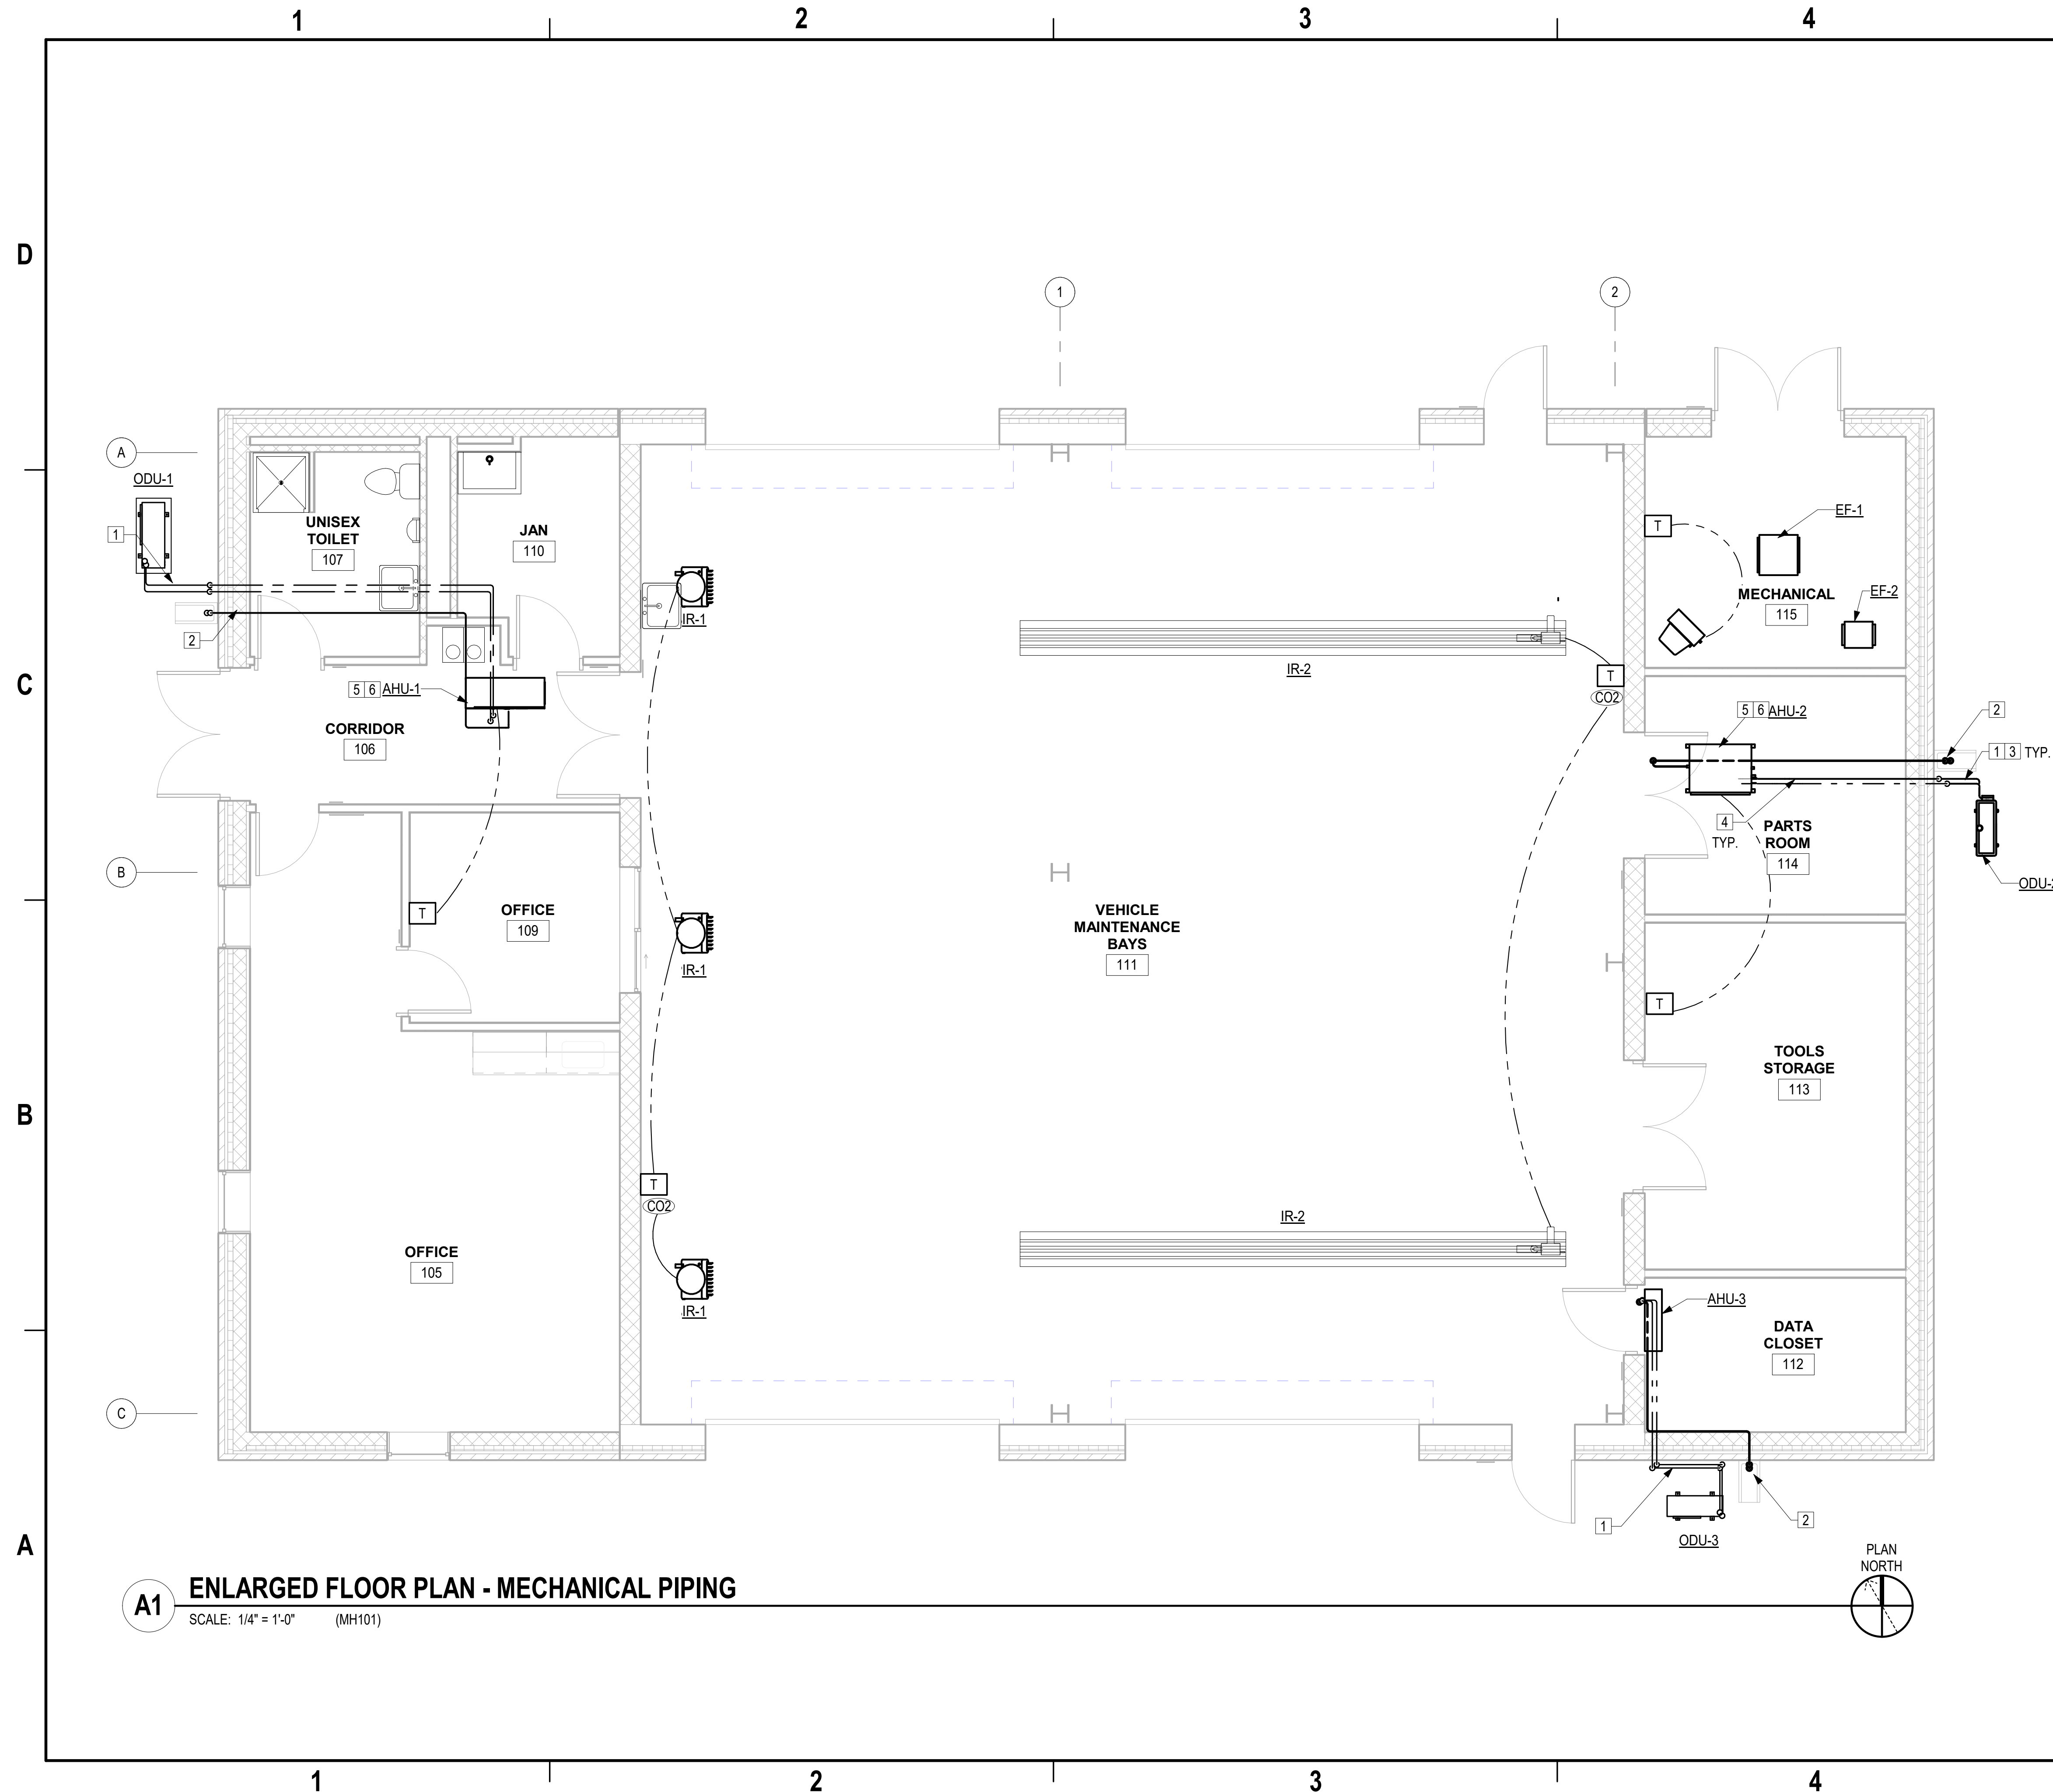 1 2 3 4
D
1 2
A
ODU-1
1
UNISEX
TOILET
107
JAN
110
2
IR-1
T
EF-1
MECHANICAL
115
EF-2
C
IR-2
T
CO2
5 6 AHU-1
CORRIDOR
106
5 6 AHU-2
2
1 3 TYP.
4
TYP.
PARTS
ROOM
114
B
T
OFFICE
109
IR-1
VEHICLE
MAINTENANCE
BAYS
111
T
TOOLS
STORAGE
113
B
T
CO2
IR-2
OFFICE
105
IR-1
AHU-3
DATA
CLOSET
112
C
1
2
ODU-3
A
PLAN
NORTH
A1
ENLARGED FLOOR PLAN - MECHANICAL PIPING
SCALE: 1/4" = 1'-0" (MH101)
1 2 3 4